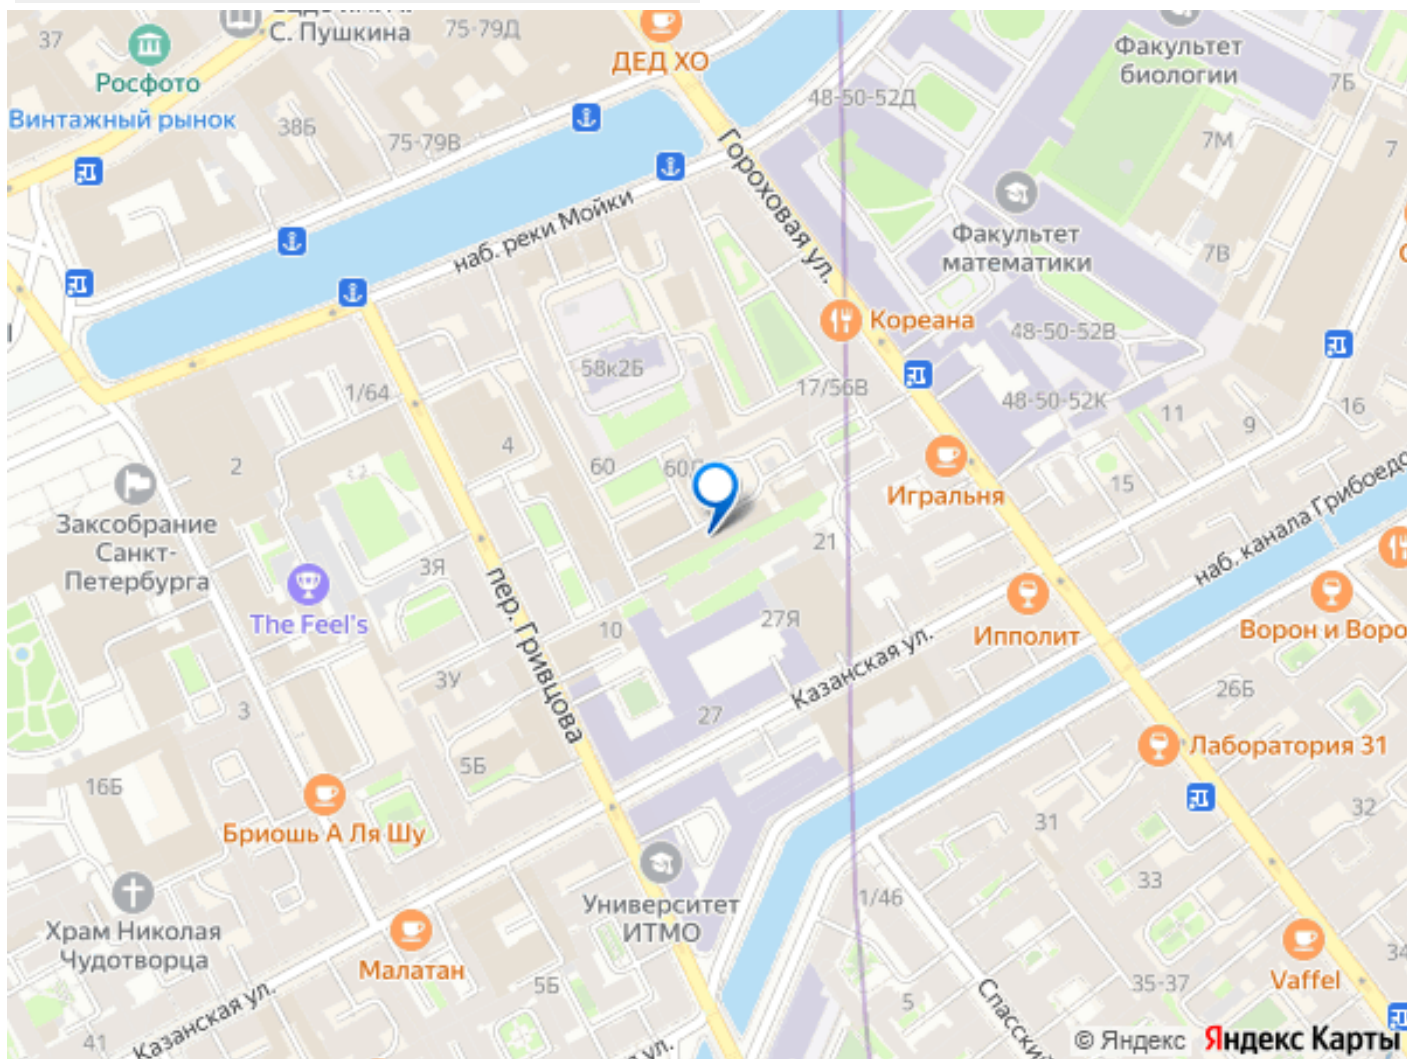 С. Пушкина
75-79Д
37
Росфото
ДЕД ХО
Факультет
биологии
7Б
48-50-52Д
Винтажный рынок
38Б
75-79В
7М
7
Гороховая ул.
наб. реки Мойки
Факультет
математики
7В
Кореана
48-50-52В
58к2Б
17/56В
1/64
48-50-52К
11
9
16
4
2
60
15
Игральня
Заксобрание
Санкт-
Петербурга
21
наб. канала Грибоедо
3Я
The Feel's
пер. Гривцова
10
27Я
Ипполит
Ворон и Воро
Казанская ул.
3У
26Б
3
27
Лаборатория 31
5Б
16Б
Бриошь А Ля Шу
31
32
33
Университет
ИТМО
1/46
Храм Николая
Чудотворца
Малатан
34
Vaffel
5Б
35-37
5
Спасский
Казанская ул.
41
ул.
© Яндекс Яндекс Карты